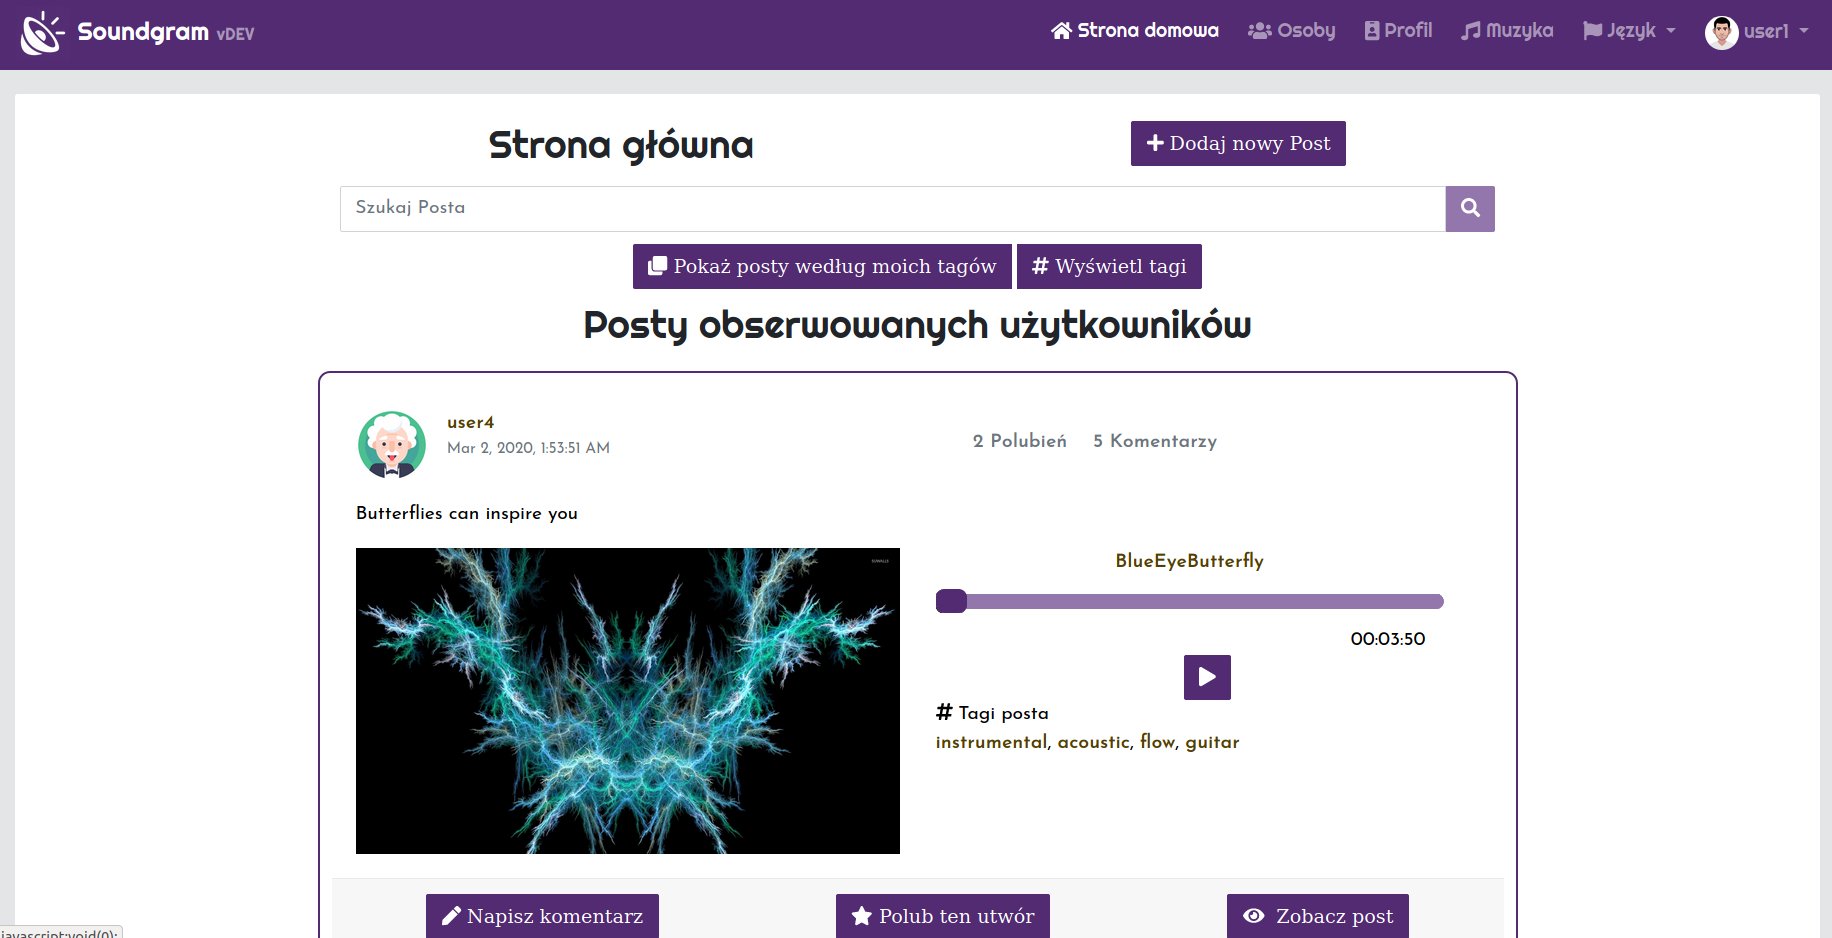 Soundgram vDEV
Strona domowa
Osoby
Profil
Muzyka
Język
user1
Strona główna
Dodaj nowy Post
Szukaj Posta
Pokaż posty według moich tagów
# Wyświetl tagi
Posty obserwowanych użytkowników
user4
Mar 2, 2020, 1:53:51 AM
2 Polubień
5 Komentarzy
Butterflies can inspire you
BlueEyeButterfly
00:03:50
# Tagi posta
instrumental, acoustic, flow, guitar
Napisz komentarz
Polub ten utwór
Zobacz post
javascript:void(0);